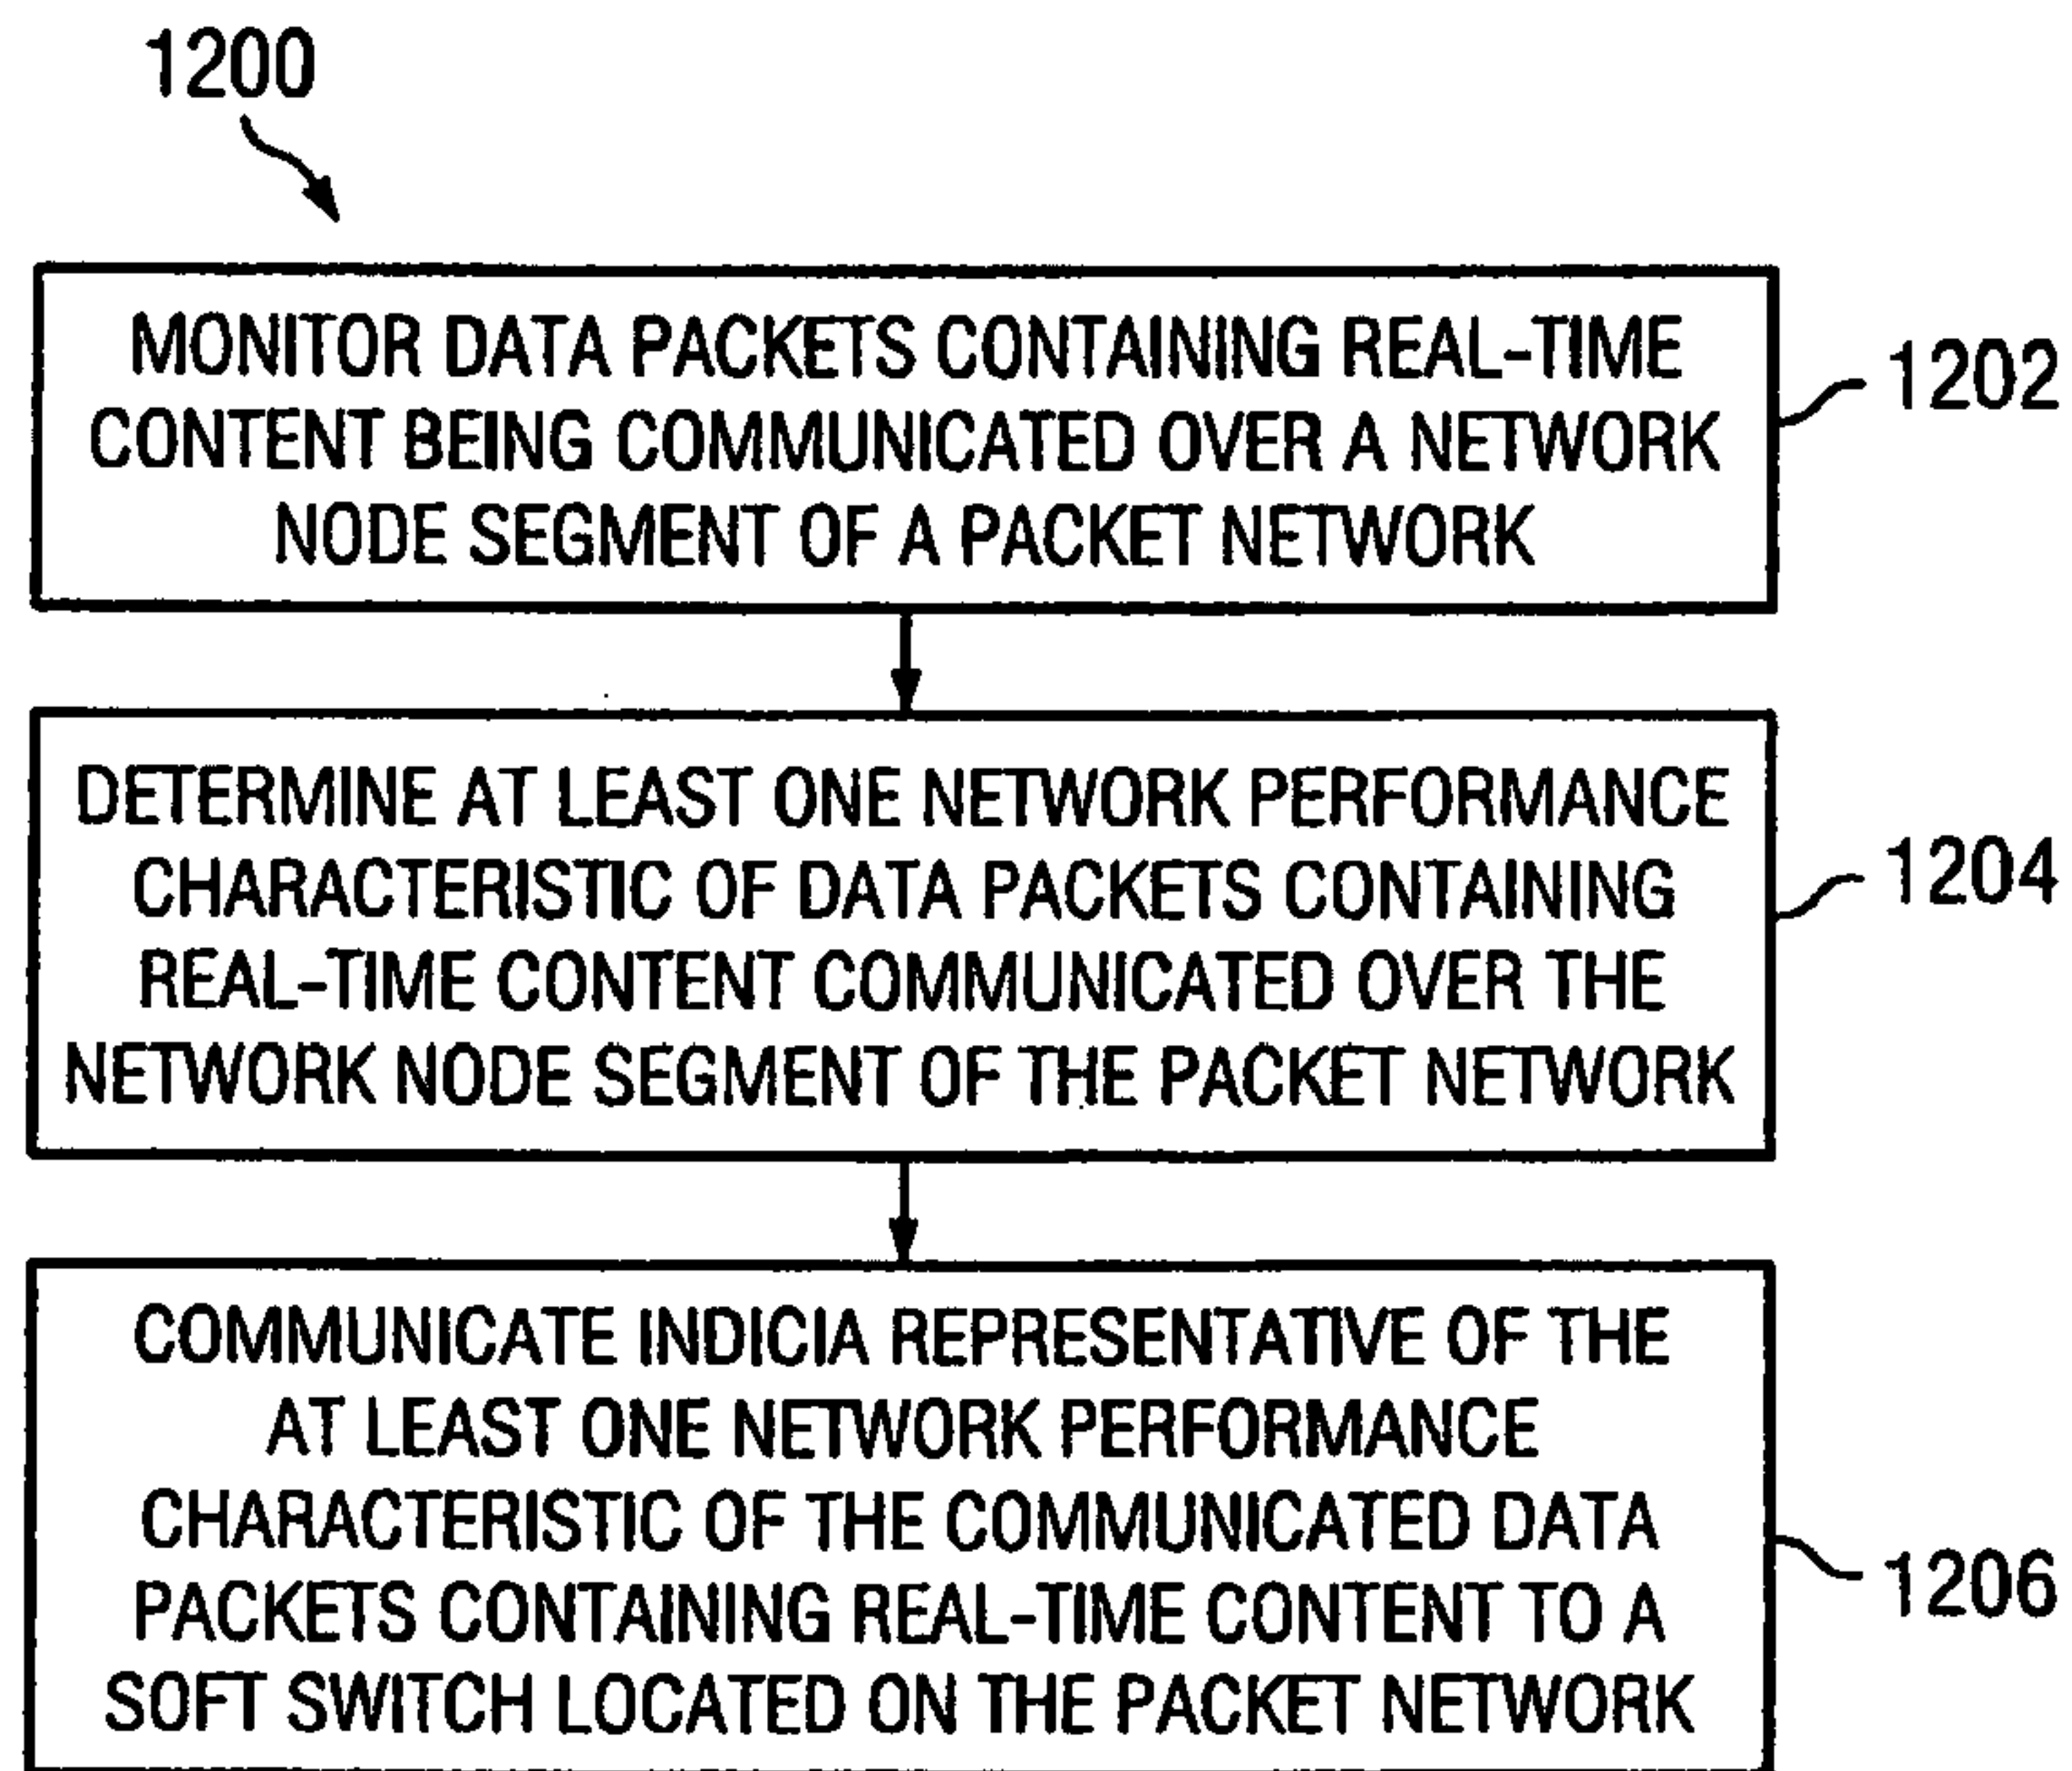 1200
MONITOR DATA PACKETS CONTAINING REAL-TIME
CONTENT BEING COMMUNICATED OVER A NETWORK
NODE SEGMENT OF A PACKET NETWORK
1202
DETERMINE AT LEAST ONE NETWORK PERFORMANCE
CHARACTERISTIC OF DATA PACKETS CONTAINING
REAL-TIME CONTENT COMMUNICATED OVER THE
NETWORK NODE SEGMENT OF THE PACKET NETWORK
1204
COMMUNICATE INDICIA REPRESENTATIVE OF THE
AT LEAST ONE NETWORK PERFORMANCE
CHARACTERISTIC OF THE COMMUNICATED DATA
PACKETS CONTAINING REAL-TIME CONTENT TO A
SOFT SWITCH LOCATED ON THE PACKET NETWORK
1206